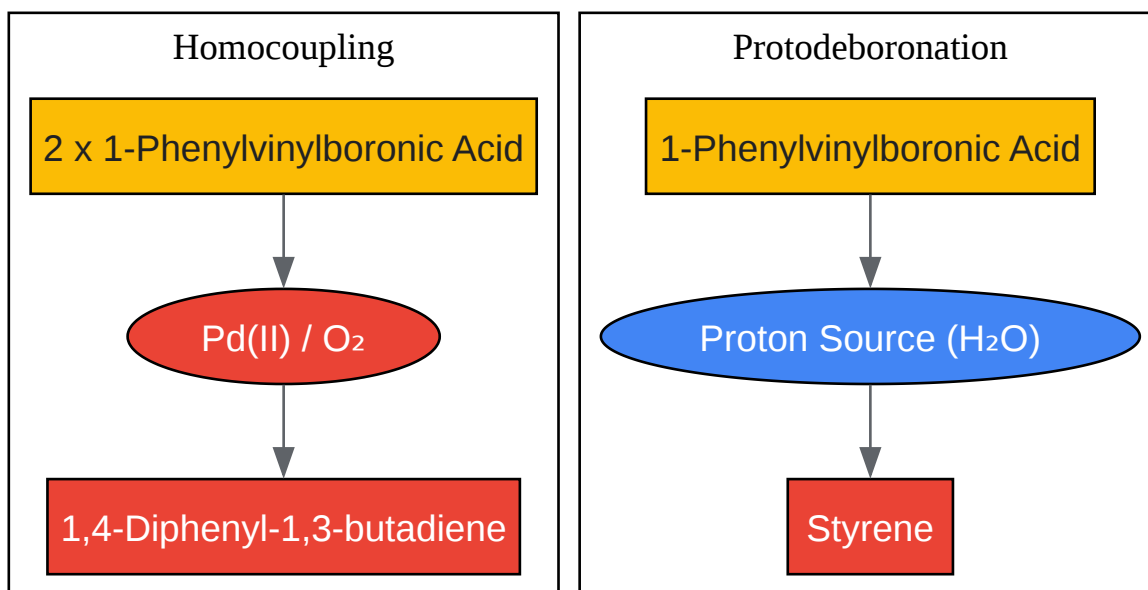 Homocoupling
2 x 1-Phenylvinylboronic Acid
Pd(II) / O₂
1,4-Diphenyl-1,3-butadiene
Protodeboronation
1-Phenylvinylboronic Acid
Proton Source (H₂O)
Styrene